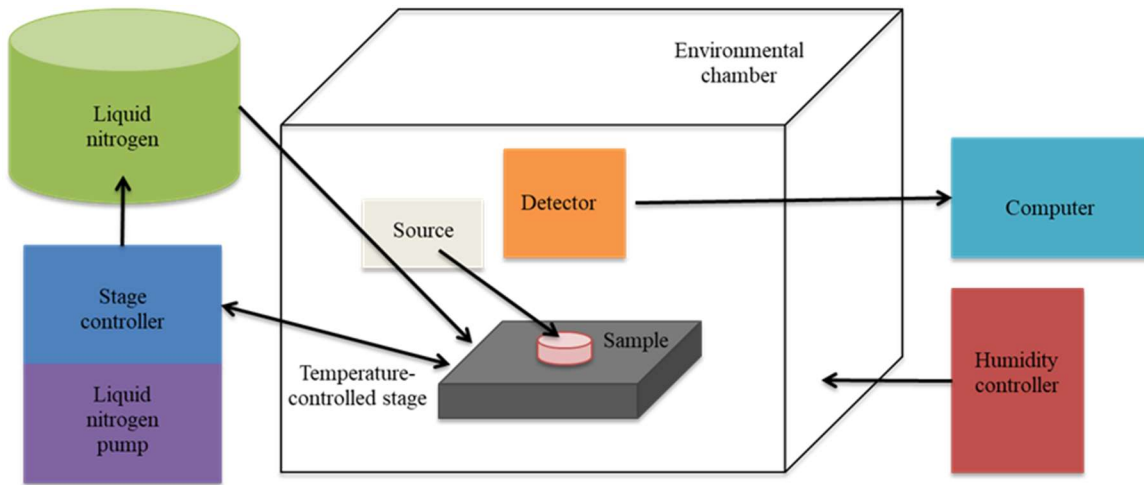 Liquid
nitrogen
Environmental
chamber
Detector
Computer
Source
Stage
controller
Sample
Temperature-
controlled stage
Humidity
controller
Liquid
nitrogen
pump